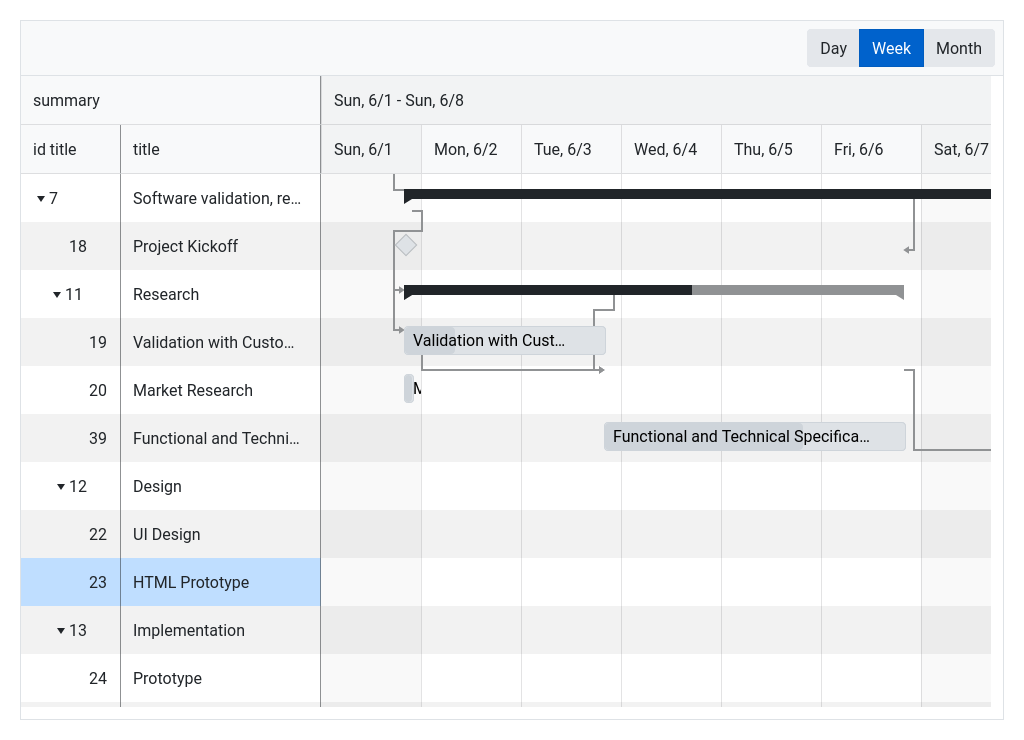 Day Week Month
summary Sun, 6/1 - Sun, 6/8
id title title Sun, 6/1 Mon, 6/2 Tue, 6/3 Wed, 6/4 Thu, 6/5 Fri, 6/6 Sat, 6/7
7 Software validation, re…
18 Project Kickoff
11 Research
19 Validation with Custo… Validation with Cust…
20 Market Research M
39 Functional and Techni… Functional and Technical Specifica…
12 Design
22 UI Design
23 HTML Prototype
13 Implementation
24 Prototype